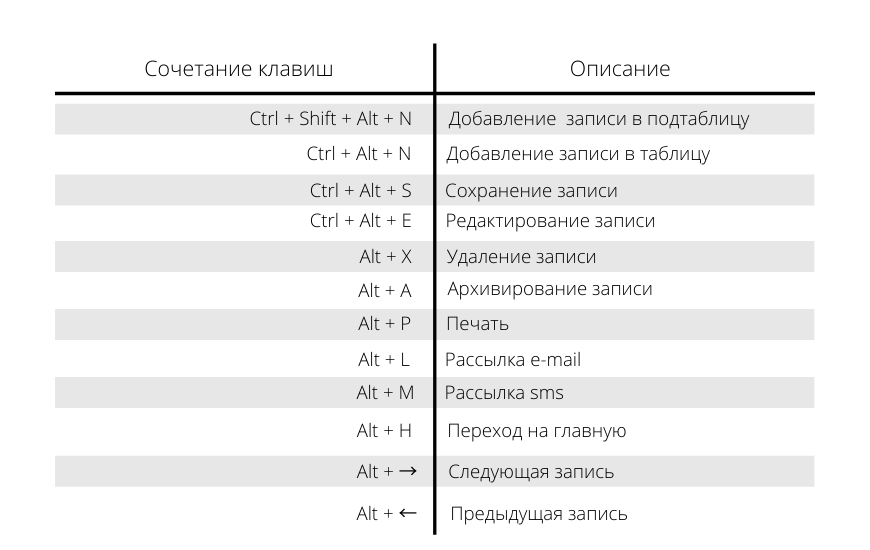 Сочетание клавиш Описание
Ctrl + Shift + Alt + N Добавление записи в подтаблицу
Ctrl + Alt + N Добавление записи в таблицу
Ctrl + Alt + S Сохранение записи
Ctrl + Alt + E Редактирование записи
Alt + X Удаление записи
Alt + A Архивирование записи
Alt + P Печать
Alt + L Рассылка e-mail
Alt + M Рассылка sms
Alt + H Переход на главную
Alt + → Следующая запись
Alt + ← Предыдущая запись